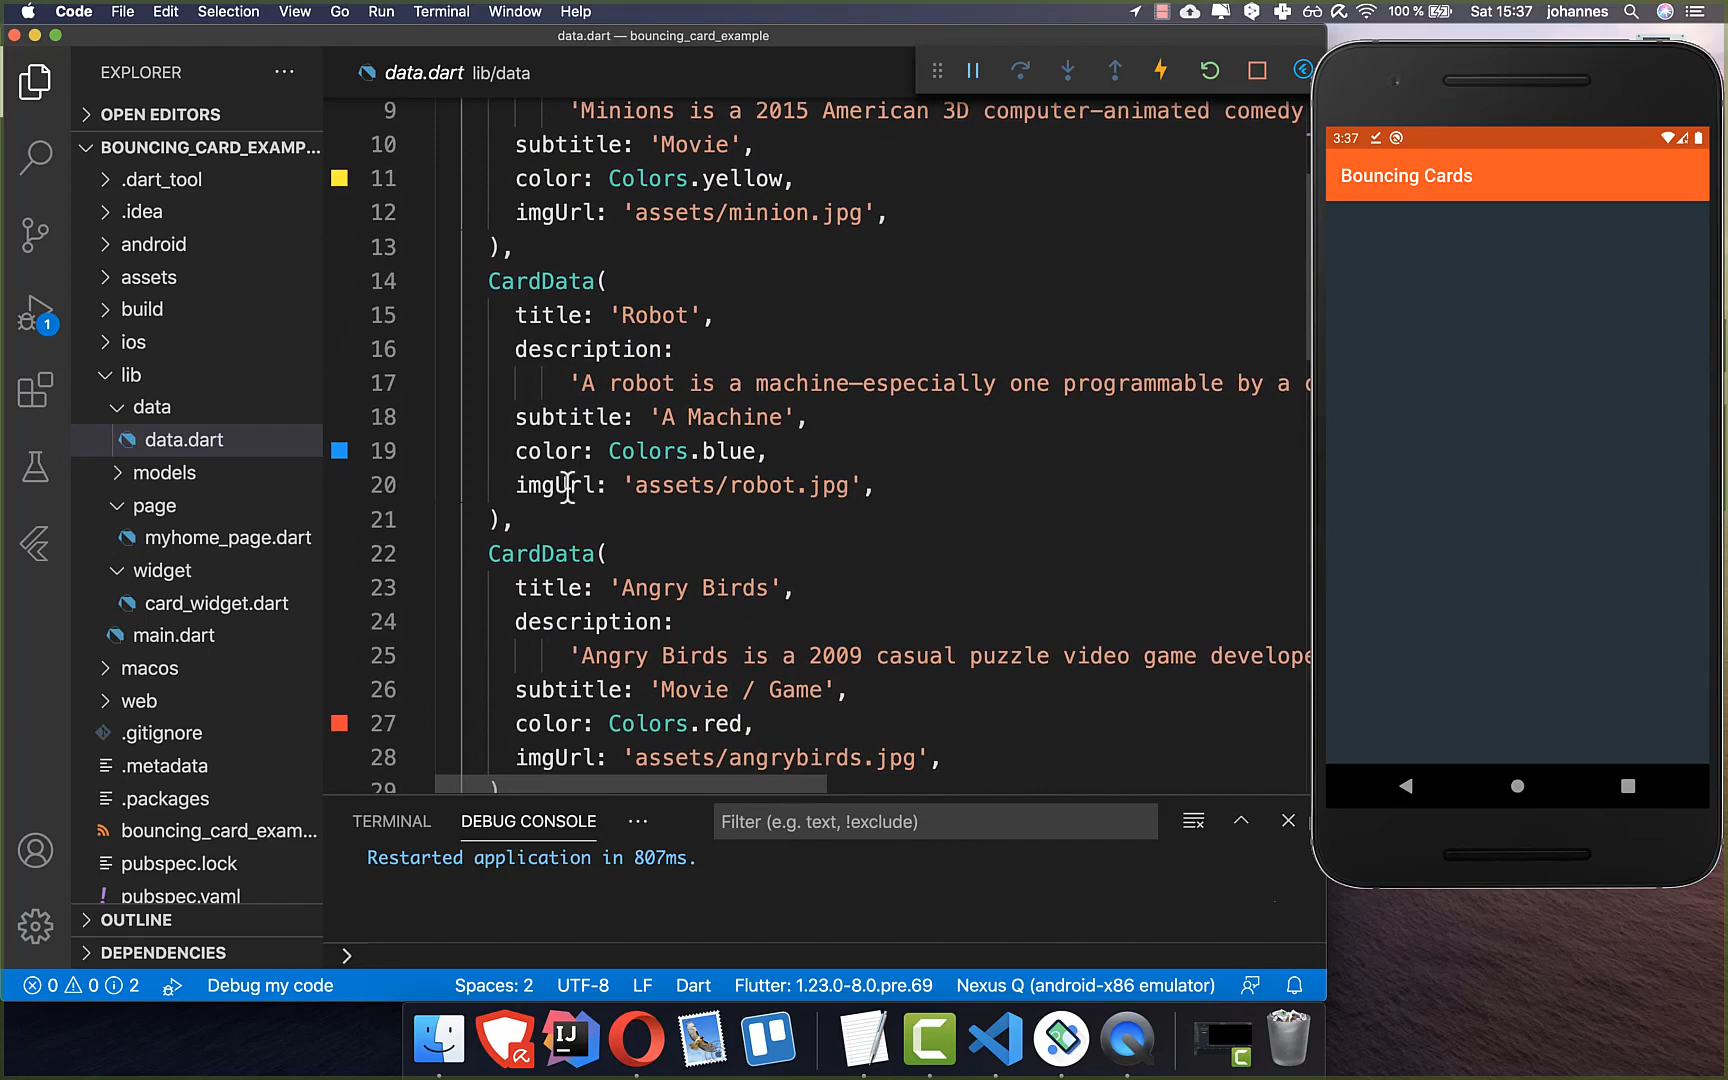 Code File Edit Selection View Go Run Terminal Window Help 100 % Sat 15:37 johannes
data.dart — bouncing_card_example
EXPLORER
data.dart lib/data
OPEN EDITORS
BOUNCING_CARD_EXAMP...
.dart_tool
.idea
android
assets
build
ios
lib
data
data.dart
models
page
myhome_page.dart
widget
card_widget.dart
main.dart
macos
web
.gitignore
.metadata
.packages
bouncing_card_exam...
pubspec.lock
pubspec.yaml
OUTLINE
DEPENDENCIES
1
9 'Minions is a 2015 American 3D computer-animated comedy
10 subtitle: 'Movie',
11 color: Colors.yellow,
12 imgUrl: 'assets/minion.jpg',
13 ),
14 CardData(
15 title: 'Robot',
16 description:
17 'A robot is a machine—especially one programmable by a c
18 subtitle: 'A Machine',
19 color: Colors.blue,
20 imgUrl: 'assets/robot.jpg',
21 ),
22 CardData(
23 title: 'Angry Birds',
24 description:
25 'Angry Birds is a 2009 casual puzzle video game develope
26 subtitle: 'Movie / Game',
27 color: Colors.red,
28 imgUrl: 'assets/angrybirds.jpg',
29 )
TERMINAL DEBUG CONSOLE Filter (e.g. text, !exclude)
Restarted application in 807ms.
0 0 2 Debug my code Spaces: 2 UTF-8 LF Dart Flutter: 1.23.0-8.0.pre.69 Nexus Q (android-x86 emulator)
3:37
Bouncing Cards
IJ